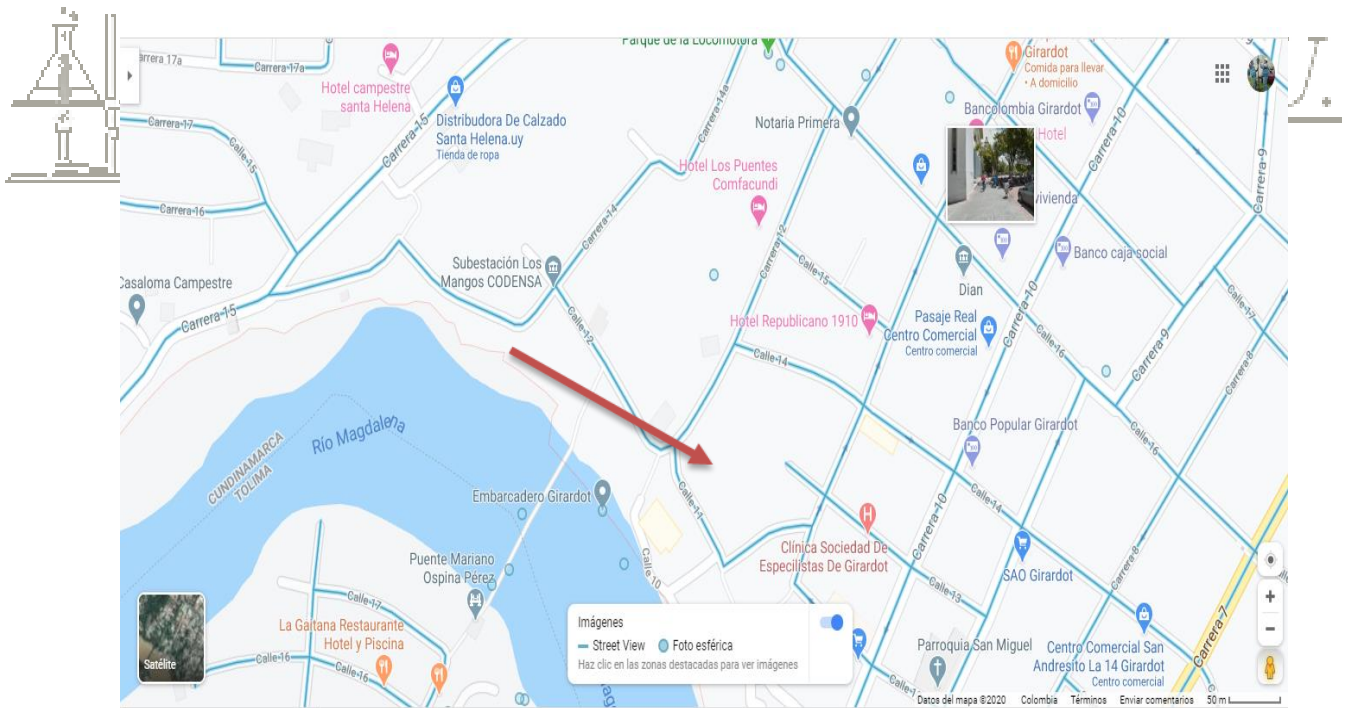 Parque de la Locomotora
Girardot
Comida para llevar
• A domicilio
arrera 17a
Carrera-17a
Hotel campestre
santa Helena
Distribudora De Calzado
Santa Helena.uy
Tienda de ropa
Carrera-15
Carrera-14a
Notaria Primera
Bancolombia Girardot
Hotel
Carrera-10
Carrera-9
Carrera-17
Calle-15
Hotel Los Puentes
Comfacundi
vivienda
Carrera-16
Carrera-14
Carrera-12
Calle-15
Banco caja social
Subestación Los
Mangos CODENSA
Dian
Casaloma Campestre
Carrera-15
Calle-12
Hotel Republicano 1910
Pasaje Real
Centro Comercial
Centro comercial
Carrera-10
Calle-16
Calle-17
Carrera-9
Carrera-8
Calle-14
Río Magdalena
CUNDINAMARCA
TOLIMA
Banco Popular Girardot
Calle-16
Embarcadero Girardot
Calle-11
Calle-14
Carrera-10
Puente Mariano
Ospina Pérez
Calle 10
Clínica Sociedad De
Especilistas De Girardot
SAO Girardot
Carrera-8
Calle-13
Calle-17
La Gaitana Restaurante
Hotel y Piscina
Calle-16
Calle-16
Satélite
Imágenes
Street View
Foto esférica
Haz clic en las zonas destacadas para ver imágenes
Parroquia San Miguel
Centro Comercial San
Andresito La 14 Girardot
Centro comercial
Carrera-7
Datos del mapa ©2020 Colombia Términos Enviar comentarios 50 m